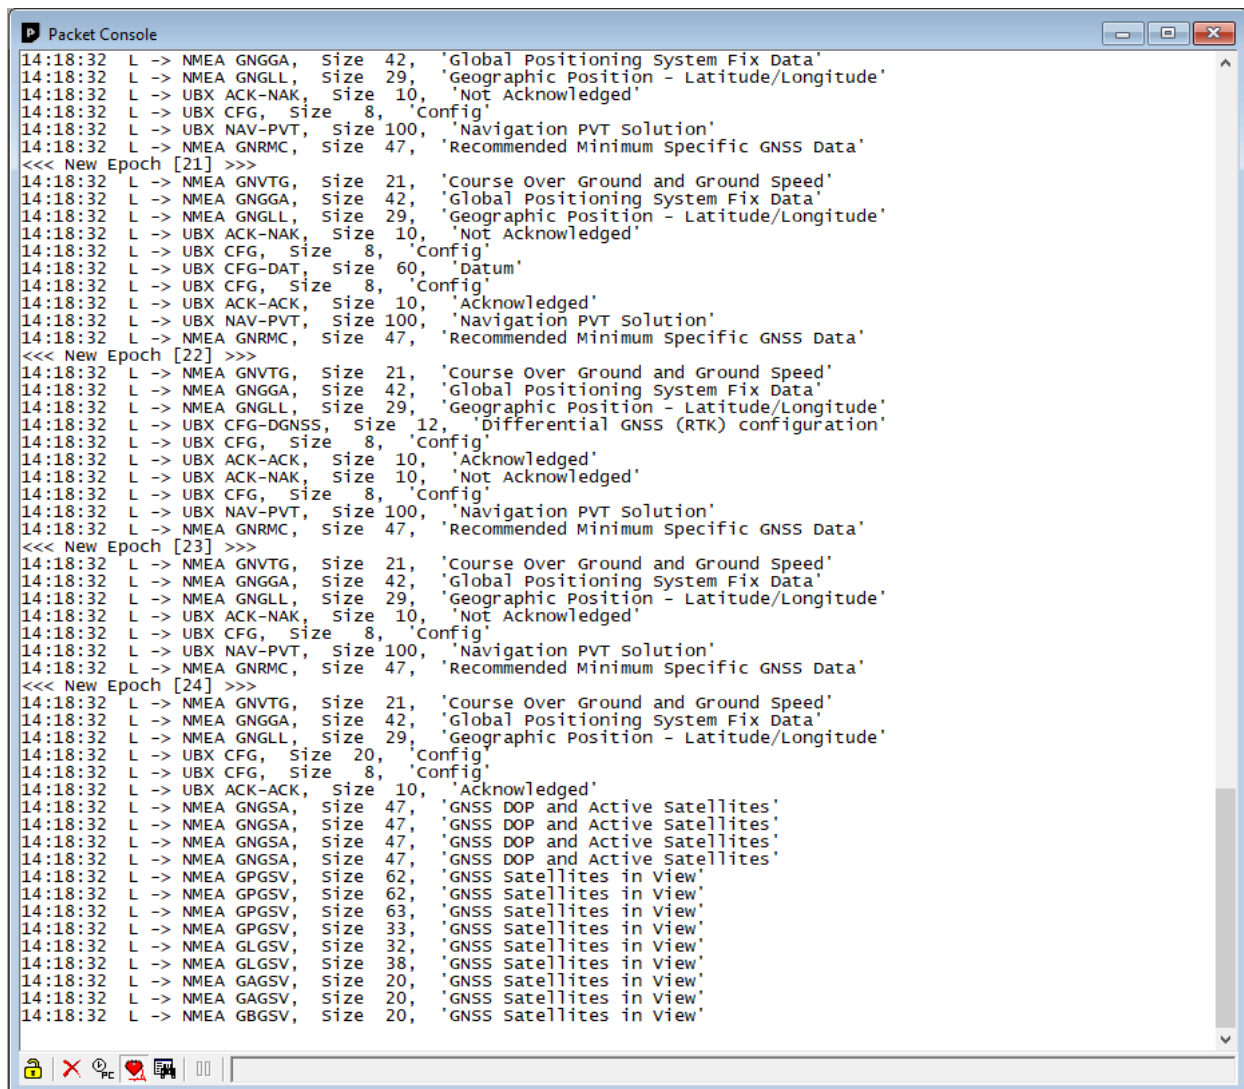 Packet Console
14:18:32  L -> NMEA GNGGA,  Size  42,  'Global Positioning System Fix Data'
14:18:32  L -> NMEA GNGLL,  Size  29,  'Geographic Position - Latitude/Longitude'
14:18:32  L -> UBX ACK-NAK,  Size  10,  'Not Acknowledged'
14:18:32  L -> UBX CFG,  Size   8,  'Config'
14:18:32  L -> UBX NAV-PVT,  Size 100,  'Navigation PVT Solution'
14:18:32  L -> NMEA GNRMC,  Size  47,  'Recommended Minimum Specific GNSS Data'
<<< New Epoch [21] >>>
14:18:32  L -> NMEA GNVTG,  Size  21,  'Course Over Ground and Ground Speed'
14:18:32  L -> NMEA GNGGA,  Size  42,  'Global Positioning System Fix Data'
14:18:32  L -> NMEA GNGLL,  Size  29,  'Geographic Position - Latitude/Longitude'
14:18:32  L -> UBX ACK-NAK,  Size  10,  'Not Acknowledged'
14:18:32  L -> UBX CFG,  Size   8,  'Config'
14:18:32  L -> UBX CFG-DAT,  Size  60,  'Datum'
14:18:32  L -> UBX CFG,  Size   8,  'Config'
14:18:32  L -> UBX ACK-ACK,  Size  10,  'Acknowledged'
14:18:32  L -> UBX NAV-PVT,  Size 100,  'Navigation PVT Solution'
14:18:32  L -> NMEA GNRMC,  Size  47,  'Recommended Minimum Specific GNSS Data'
<<< New Epoch [22] >>>
14:18:32  L -> NMEA GNVTG,  Size  21,  'Course Over Ground and Ground Speed'
14:18:32  L -> NMEA GNGGA,  Size  42,  'Global Positioning System Fix Data'
14:18:32  L -> NMEA GNGLL,  Size  29,  'Geographic Position - Latitude/Longitude'
14:18:32  L -> UBX CFG-DGNSS,  Size  12,  'Differential GNSS (RTK) configuration'
14:18:32  L -> UBX CFG,  Size   8,  'Config'
14:18:32  L -> UBX ACK-ACK,  Size  10,  'Acknowledged'
14:18:32  L -> UBX ACK-NAK,  Size  10,  'Not Acknowledged'
14:18:32  L -> UBX CFG,  Size   8,  'Config'
14:18:32  L -> UBX NAV-PVT,  Size 100,  'Navigation PVT Solution'
14:18:32  L -> NMEA GNRMC,  Size  47,  'Recommended Minimum Specific GNSS Data'
<<< New Epoch [23] >>>
14:18:32  L -> NMEA GNVTG,  Size  21,  'Course Over Ground and Ground Speed'
14:18:32  L -> NMEA GNGGA,  Size  42,  'Global Positioning System Fix Data'
14:18:32  L -> NMEA GNGLL,  Size  29,  'Geographic Position - Latitude/Longitude'
14:18:32  L -> UBX ACK-NAK,  Size  10,  'Not Acknowledged'
14:18:32  L -> UBX CFG,  Size   8,  'Config'
14:18:32  L -> UBX NAV-PVT,  Size 100,  'Navigation PVT Solution'
14:18:32  L -> NMEA GNRMC,  Size  47,  'Recommended Minimum Specific GNSS Data'
<<< New Epoch [24] >>>
14:18:32  L -> NMEA GNVTG,  Size  21,  'Course Over Ground and Ground Speed'
14:18:32  L -> NMEA GNGGA,  Size  42,  'Global Positioning System Fix Data'
14:18:32  L -> NMEA GNGLL,  Size  29,  'Geographic Position - Latitude/Longitude'
14:18:32  L -> UBX CFG,  Size  20,  'Config'
14:18:32  L -> UBX CFG,  Size   8,  'Config'
14:18:32  L -> UBX ACK-ACK,  Size  10,  'Acknowledged'
14:18:32  L -> NMEA GNGSA,  Size  47,  'GNSS DOP and Active Satellites'
14:18:32  L -> NMEA GNGSA,  Size  47,  'GNSS DOP and Active Satellites'
14:18:32  L -> NMEA GNGSA,  Size  47,  'GNSS DOP and Active Satellites'
14:18:32  L -> NMEA GNGSA,  Size  47,  'GNSS DOP and Active Satellites'
14:18:32  L -> NMEA GPGSV,  Size  62,  'GNSS Satellites in View'
14:18:32  L -> NMEA GPGSV,  Size  62,  'GNSS Satellites in View'
14:18:32  L -> NMEA GPGSV,  Size  63,  'GNSS Satellites in View'
14:18:32  L -> NMEA GPGSV,  Size  33,  'GNSS Satellites in View'
14:18:32  L -> NMEA GLGSV,  Size  32,  'GNSS Satellites in View'
14:18:32  L -> NMEA GLGSV,  Size  38,  'GNSS Satellites in View'
14:18:32  L -> NMEA GAGSV,  Size  20,  'GNSS Satellites in View'
14:18:32  L -> NMEA GAGSV,  Size  20,  'GNSS Satellites in View'
14:18:32  L -> NMEA GBGSV,  Size  20,  'GNSS Satellites in View'
PC